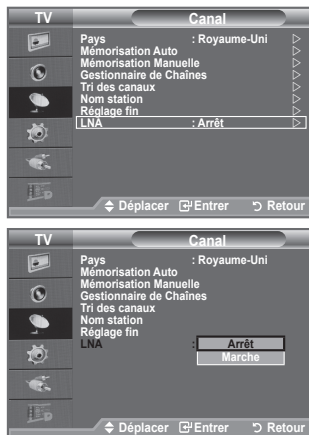 TV Canal
Pays : Royaume-Uni
Mémorisation Auto
Mémorisation Manuelle
Gestionnaire de Chaînes
Tri des canaux
Nom station
Réglage fin
LNA : Arrêt
Déplacer Entrer Retour
TV Canal
Pays : Royaume-Uni
Mémorisation Auto
Mémorisation Manuelle
Gestionnaire de Chaînes
Tri des canaux
Nom station
Réglage fin
LNA : Arrêt
Marche
Déplacer Entrer Retour